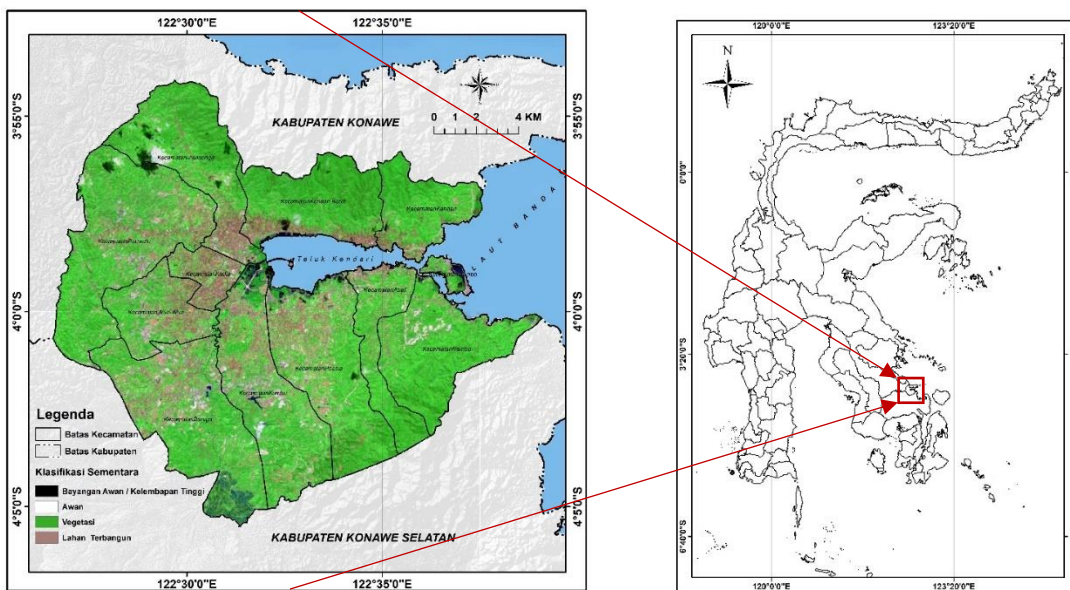 122°30'0"E 122°35'0"E
3°55'0"S
4°0'0"S
4°5'0"S
KABUPATEN KONAWE
0 1 2 4 KM
Teluk Kendari
LAUT BANDA
Legenda
Batas Kecamatan
Batas Kabupaten
Klasifikasi Sementara
Bayangan Awan / Kelembapan Tinggi
Awan
Vegetasi
Lahan Terbangun
KABUPATEN KONAWE SELATAN
3°55'0"S
4°0'0"S
4°5'0"S
122°30'0"E 122°35'0"E
120°0'0"E 123°20'0"E
N
0°0'0"
3°20'0"S
6°40'0"S
120°0'0"E 123°20'0"E